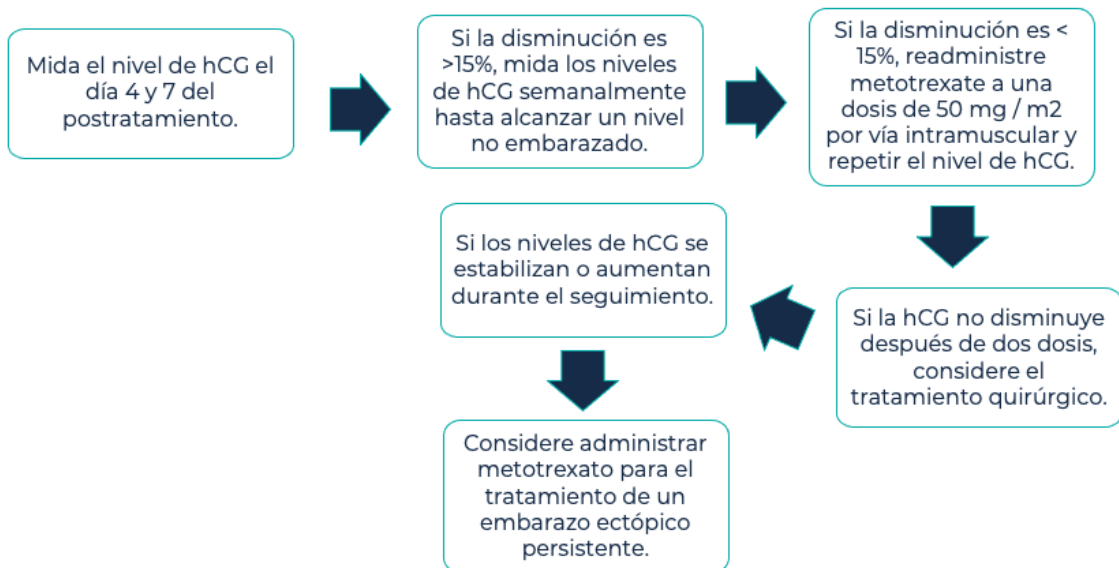 Mida el nivel de hCG el
día 4 y 7 del
postratamiento.
Si la disminución es
>15%, mida los niveles
de hCG semanalmente
hasta alcanzar un nivel
no embarazado.
Si la disminución es <
15%, readministre
metotrexate a una
dosis de 50 mg / m2
por vía intramuscular y
repetir el nivel de hCG.
Si la hCG no disminuye
después de dos dosis,
considere el
tratamiento quirúrgico.
Si los niveles de hCG se
estabilizan o aumentan
durante el seguimiento.
Considere administrar
metotrexato para el
tratamiento de un
embarazo ectópico
persistente.